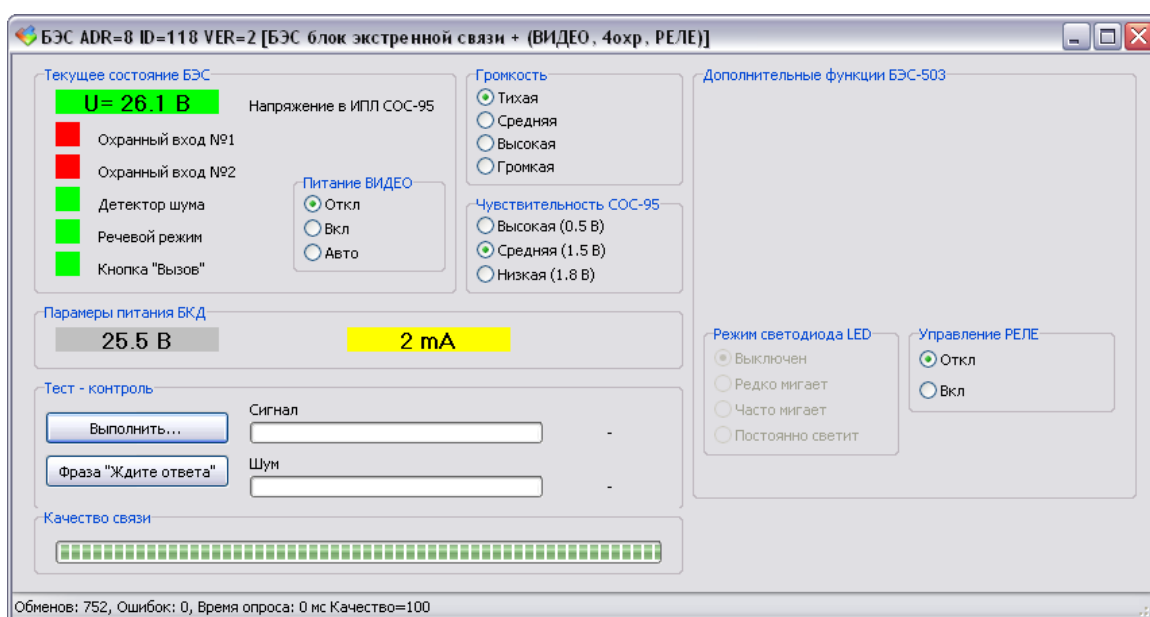 БЭС ADR=8 ID=118 VER=2 [БЭС блок экстренной связи + (ВИДЕО, 4охр, РЕЛЕ)]
Текущее состояние БЭС
U= 26.1 В
Напряжение в ИПЛ СОС-95
Охранный вход №1
Охранный вход №2
Детектор шума
Речевой режим
Кнопка "Вызов"
Питание ВИДЕО
Откл
Вкл
Авто
Громкость
Тихая
Средняя
Высокая
Громкая
Чувствительность СОС-95
Высокая (0.5 В)
Средняя (1.5 В)
Низкая (1.8 В)
Дополнительные функции БЭС-503
Режим светодиода LED
Выключен
Редко мигает
Часто мигает
Постоянно светит
Управление РЕЛЕ
Откл
Вкл
Парамеры питания БКД
25.5 В
2 mA
Тест - контроль
Выполнить...
Сигнал
-
Фраза "Ждите ответа"
Шум
-
Качество связи
Обменов: 752, Ошибок: 0, Время опроса: 0 мс Качество=100